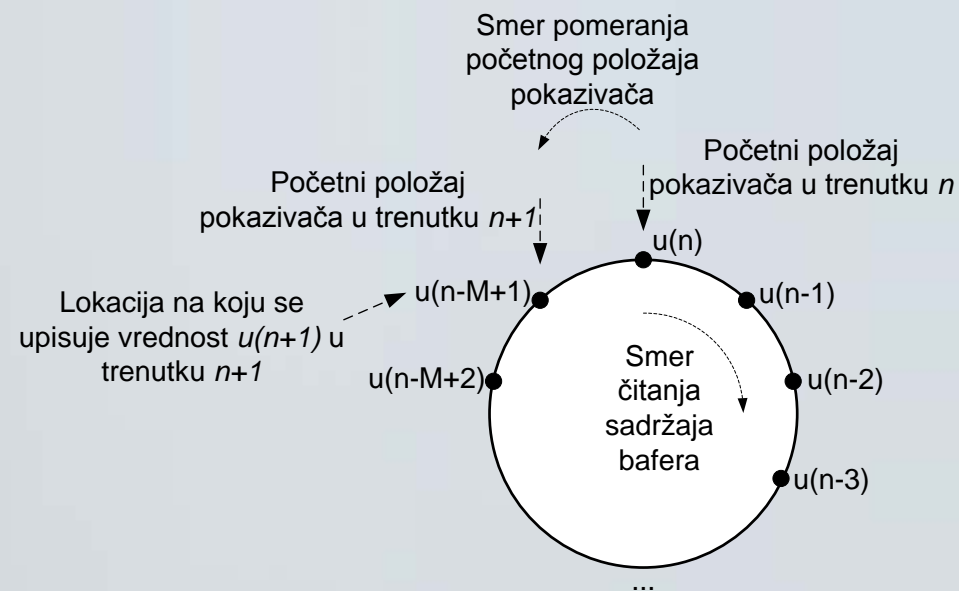 Smer pomeranja
početnog položaja
pokazivača
Početni položaj
pokazivača u trenutku n
Početni položaj
pokazivača u trenutku n+1
u(n)
u(n-M+1)
u(n-1)
Lokacija na koju se
upisuje vrednost u(n+1) u
trenutku n+1
u(n-M+2)
Smer
čitanja
sadržaja
bafera
u(n-2)
u(n-3)
...